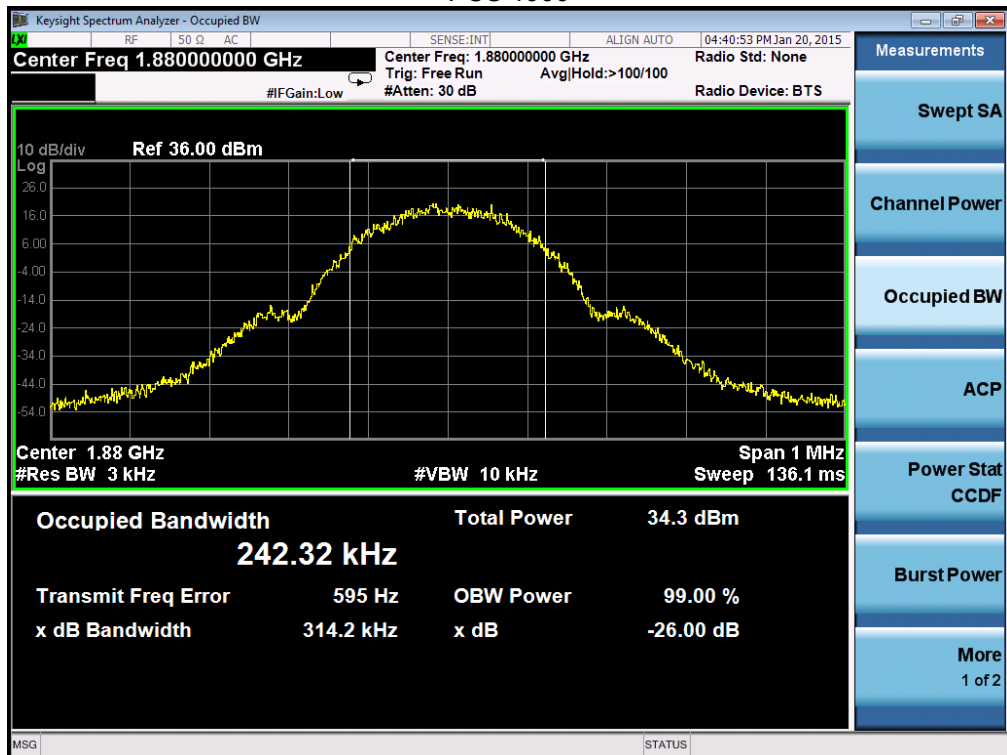 Keysight Spectrum Analyzer - Occupied BW
LXI RF 50 Ω AC SENSE:INT ALIGN AUTO 04:40:53 PM Jan 20, 2015
Center Freq 1.880000000 GHz
Center Freq: 1.880000000 GHz
Radio Std: None
Trig: Free Run Avg|Hold:>100/100
#IFGain:Low
#Atten: 30 dB
Radio Device: BTS
10 dB/div Ref 36.00 dBm
Log
26.0
16.0
6.00
-4.00
-14.0
-24.0
-34.0
-44.0
-54.0
Center 1.88 GHz Span 1 MHz
#Res BW 3 kHz #VBW 10 kHz Sweep 136.1 ms
Occupied Bandwidth Total Power 34.3 dBm
242.32 kHz
Transmit Freq Error 595 Hz OBW Power 99.00 %
x dB Bandwidth 314.2 kHz x dB -26.00 dB
MSG STATUS
Measurements
Swept SA
Channel Power
Occupied BW
ACP
Power Stat
CCDF
Burst Power
More
1 of 2